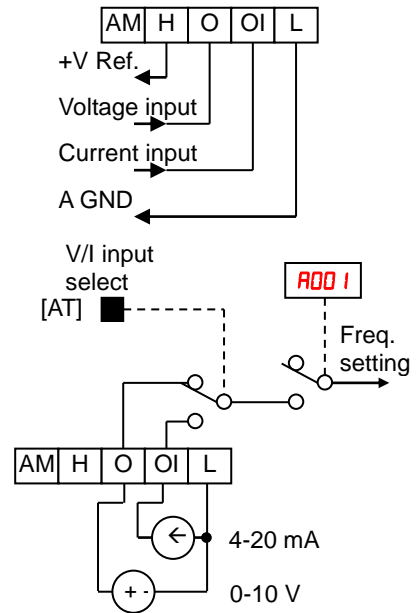 AM H O OI L
+V Ref.
Voltage input
Current input
A GND
V/I input
select
[AT]
A001
Freq.
setting
AM H O OI L
4-20 mA
+ -
0-10 V